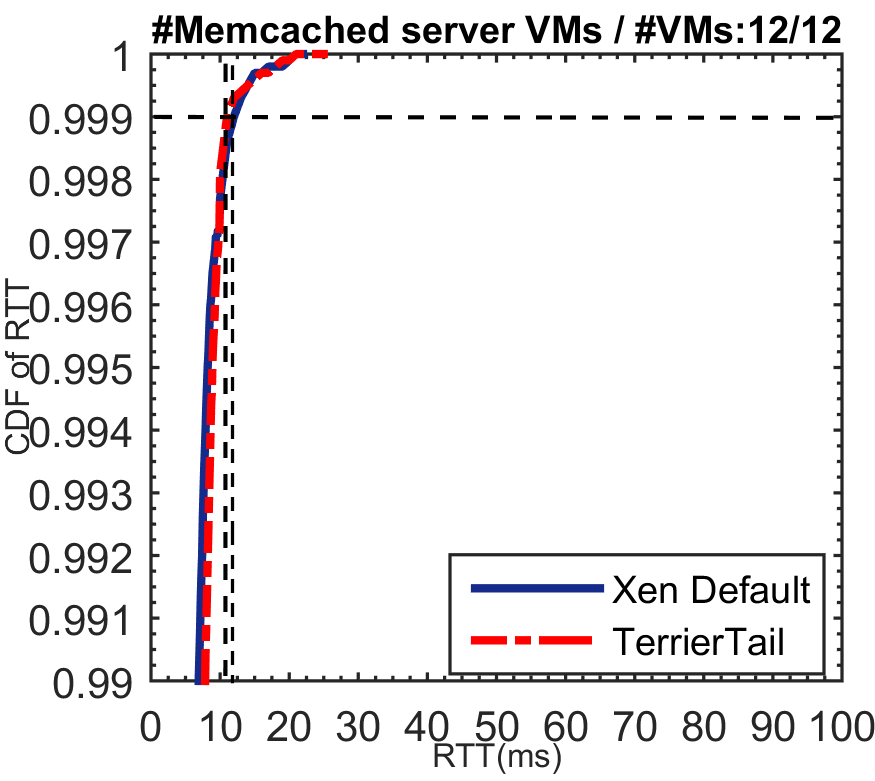 #Memcached server VMs / #VMs:12/12
1
0.999
0.998
0.997
0.996
0.995
0.994
0.993
0.992
0.991
0.99
CDF of RTT
Xen Default
TerrierTail
0 10 20 30 40 50 60 70 80 90 100
RTT(ms)